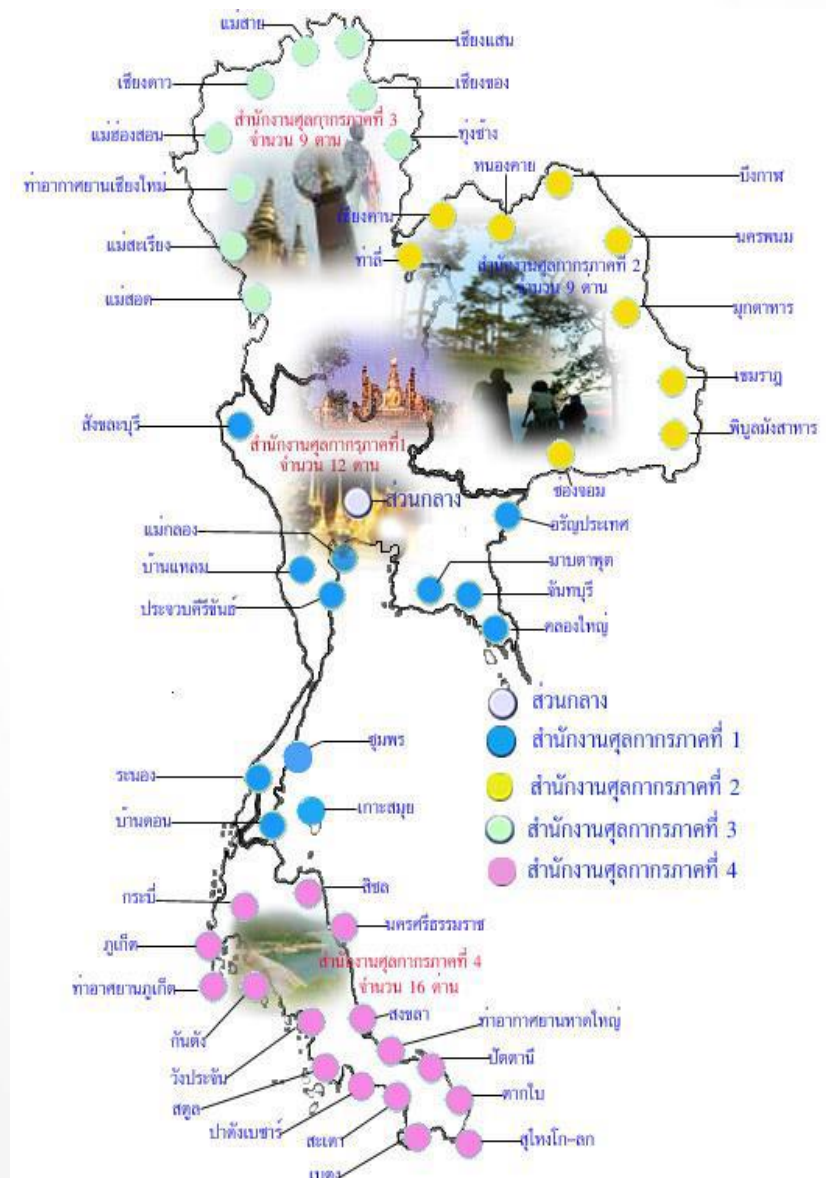 แม่สาย
เชียงแสน
เชียงดาว
เชียงของ
สำนักงานศุลกากรภาคที่ 3
จำนวน 9 ด่าน
แม่ฮ่องสอน
ทุ่งช้าง
หนองคาย
ท่าอากาศยานเชียงใหม่
บึงกาฬ
เชียงคาน
นครพนม
แม่สะเรียง
ท่าลี่
สำนักงานศุลกากรภาคที่ 2
จำนวน 9 ด่าน
แม่สอด
มุกดาหาร
เขมราฎ
สังขละบุรี
พิบูลมังสาหาร
สำนักงานศุลกากรภาคที่1
จำนวน 12 ด่าน
ช่องจอม
ส่วนกลาง
แม่กลอง
อรัญประเทศ
บ้านแหลม
มาบตาพุด
จันทบุรี
ประจวบคีรีขันธ์
คลองใหญ่
ส่วนกลาง
สำนักงานศุลกากรภาคที่ 1
ชุมพร
ระนอง
สำนักงานศุลกากรภาคที่ 2
เกาะสมุย
บ้านดอน
สำนักงานศุลกากรภาคที่ 3
สำนักงานศุลกากรภาคที่ 4
สิชล
กระบี่
นครศรีธรรมราช
ภูเก็ต
สำนักงานศุลกากรภาคที่ 4
จำนวน 16 ด่าน
ท่าอาศยานภูเก็ต
สงขลา
ท่าอากาศยานหาดใหญ่
กันตัง
ปัตตานี
วังประจัน
ตากใบ
สตูล
ปาดังเบซาร์
สะเดา
สุไหงโก-ลก
เบตง